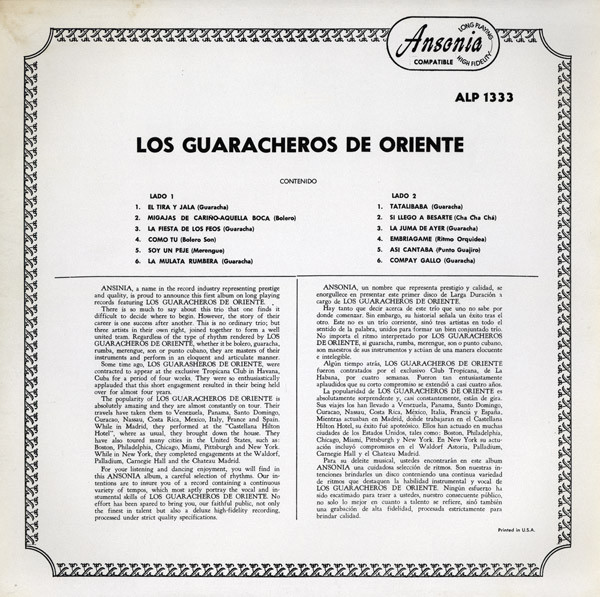 Ansonia
LONG PLAYING
HIGH FIDELITY
COMPATIBLE
ALP 1333
LOS GUARACHEROS DE ORIENTE
CONTENIDO
LADO 1
1. EL TIRA Y JALA (Guaracha)
2. MIGAJAS DE CARIÑO-AQUELLA BOCA (Bolero)
3. LA FIESTA DE LOS FEOS (Guaracha)
4. COMO TU (Bolero Son)
5. SOY UN PEJE (Merengue)
6. LA MULATA RUMBERA (Guaracha)
LADO 2
1. TATALIBABA (Guaracha)
2. SI LLEGO A BESARTE (Cha Cha Chá)
3. LA JUMA DE AYER (Guaracha)
4. EMBRIAGAME (Ritmo Orquidea)
5. ASI CANTABA (Punto Guajiro)
6. COMPAY GALLO (Guaracha)
ANSINIA, a name in the record industry representing prestige
and quality, is proud to announce this first album on long playing
records featuring LOS GUARACHEROS DE ORIENTE.
There is so much to say about this trio that one finds it
difficult to decide where to begin. However, the story of their
career is one success after another. This is no ordinary trio; but
three artists in their own right, joined together to form a well
united team. Regardless of the type of rhythm rendered by LOS
GUARACHEROS DE ORIENTE, whether it be bolero, guaracha,
rumba, merengue, son or punto cubano, they are masters of their
instruments and perform in an eloquent and articulate manner.
Some time ago, LOS GUARASHEROS DE ORIENTE, were
contracted to appear at the exclusive Tropicana Club in Havana,
Cuba for a period of four works. They were so enthusiastically
applauded that this short engagement resulted in their being held
over for almost four years.
The popularity of LOS GUARACHEROS DE ORIENTE is
absolutely amazing and they are almost constantly on tour. Their
travels have taken them to Venezuela, Panama, Santo Domingo,
Curacao, Nassau, Costa Rica, Mexico, Italy, France and Spain.
While in Madrid, they performed at the "Castellana Hilton
Hotel", where as usual, they brought down the house. They
have also toured many cities in the United States, such as:
Boston, Philadelphia, Chicago, Miami, Pittsburgh and New York.
While in New York, they completed engagements at the Waldorf,
Palladium, Carnegie Hall and the Chateau Madrid.
For your listening and dancing enjoyment, you will find in
this ANSONIA album, a careful selection of rhythms. Our in-
tentions are to insure you of a record containing a continuous
variety of tempos, which most aptly portray the vocal and in-
stumental skills of LOS GUARACHEROS DE ORIENTE. No
effort has been spared to bring you, our faithful public, not only
the finest in talent but also a deluxe high-fidelity recording,
processed under strict quality specifications.
ANSONIA, un nombre que representa prestigio y calidad, se
enorgullece en presentar este primer disco de Larga Duración a
cargo de LOS GUARACHEROS DE ORIENTE.
Hay tanto que decir acerca de este trio que uno no sabe por
donde comenzar. Sin embargo, su historial señala un éxito tras el
otro. Este no es un trío corriente, sinó tres artistas en todo el
sentido de la palabra, unidos para formar un bien conjuntado trío.
No importa el ritmo interpretado por LOS GUARACHEROS
DE ORIENTE, si guaracha, rumba, merengue, son o punto cubano,
son maestros de sus instrumentos y actúan de una manera elocuente
e inteligible.
Algún tiempo atrás, LOS GUARACHEROS DE ORIENTE
fueron contratados por el exclusivo Club Tropicana, de La
Habana, por cuatro semanas. Fueron tan entusiastamente
aplaudidos que su corto compromiso se extendió a casi cuatro años.
La popularidad de LOS GUARACHEROS DE ORIENTE es
absolutamente sorprendente y, casi constantemente, están de gira.
Sus viajes los han llevado a Venezuela, Panama, Santo Domingo,
Curacao, Nassau, Costa Rica, México, Italia, Francia y España.
Mientras actuaban en Madrid, donde trabajaran en el Castellana
Hilton Hotel, su éxito fué apoteósico. Ellos han actuado en muchas
ciudades de los Estados Unidos, tales como: Boston, Philadelphia,
Chicago, Miami, Pittsburgh y New York. En New York su ac-
tuación incluyó compromisos en el Waldorf Astoria, Palladium,
Carnegie Hall y el Chateau Madrid.
Para su deleite musical, ustedes encontrarán en este album
ANSONIA una cuidadosa selección de ritmos. Son nuestras in-
tenciones brindarles un disco conteniendo una continua variedad
de ritmos que destaquen la habilidad instrumental y vocal de
LOS GUARACHEROS DE ORIENTE. Ningún esfuerzo ha
sido escatimado para traer a ustedes, nuestro consecuente público,
no solo lo mejor en cuanto a talento se refiere, sinó también
una grabación de alta fidelidad, procesada estrictamente para
brindar calidad.
Printed in U.S.A.